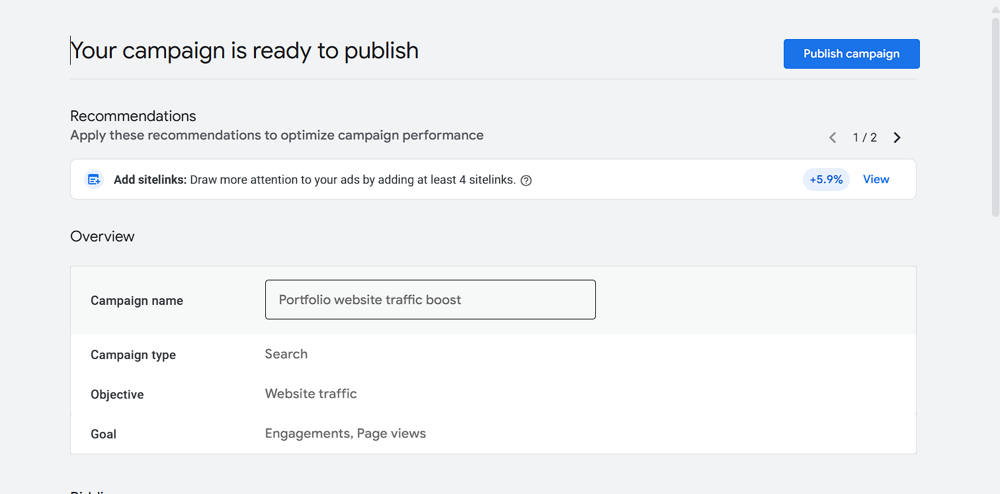 Your campaign is ready to publish
Publish campaign
Recommendations
Apply these recommendations to optimize campaign performance
1 / 2
Add sitelinks: Draw more attention to your ads by adding at least 4 sitelinks.
+5.9%
View
Overview
Campaign name
Portfolio website traffic boost
Campaign type
Search
Objective
Website traffic
Goal
Engagements, Page views